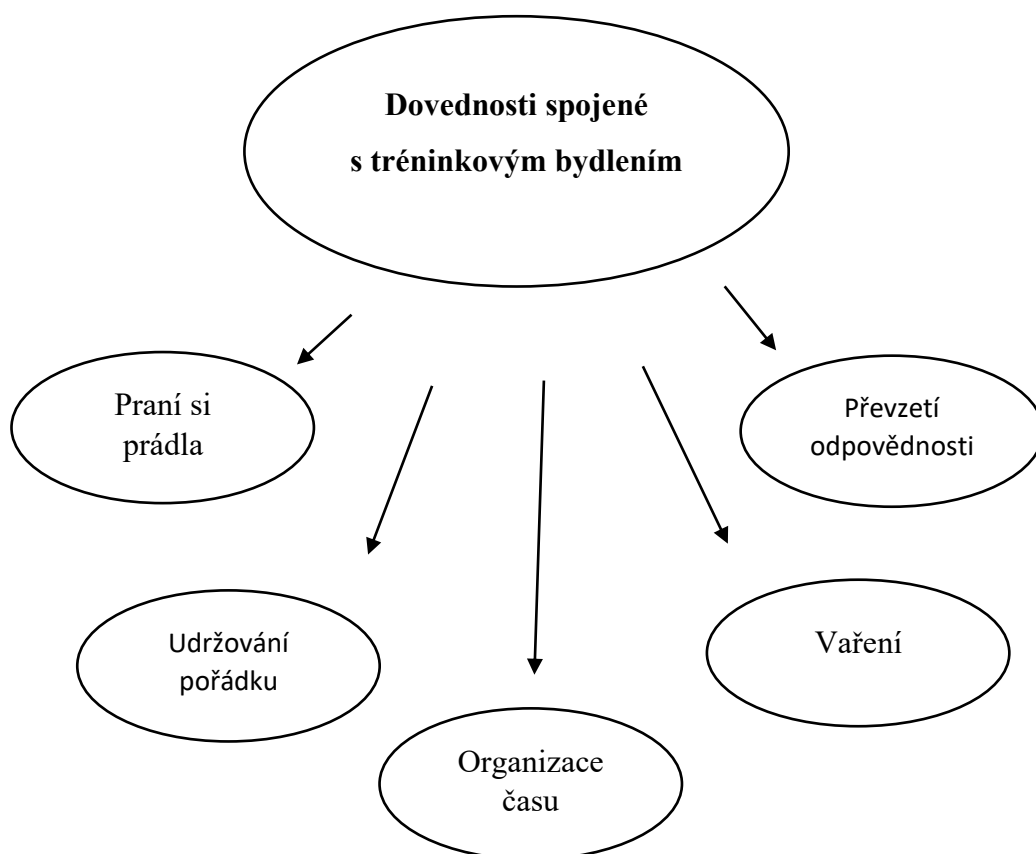 Dovednosti spojené
s tréninkovým bydlením
Praní si
prádla
Převzetí
odpovědnosti
Udržování
pořádku
Vaření
Organizace
času